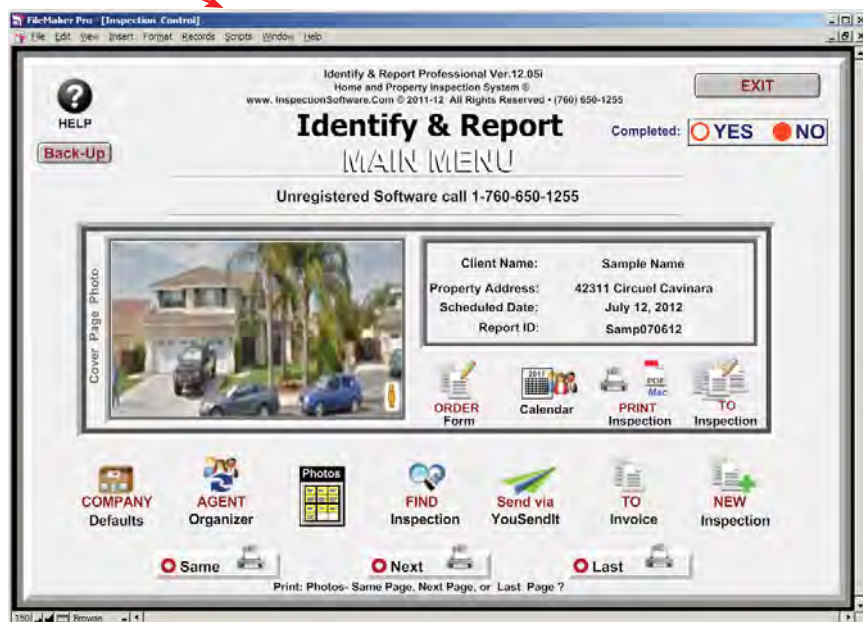 FileMaker Pro - [Inspection Control]
File Edit View Insert Format Records Scripts Window Help
Identify & Report Professional Ver.12.05i
Home and Property Inspection System ®
www. InspectionSoftware.Com © 2011-12 All Rights Reserved • (760) 650-1255
EXIT
HELP
Identify & Report
Completed: YES NO
Back-Up
MAIN MENU
Unregistered Software call 1-760-650-1255
Cover Page Photo
Client Name: Sample Name
Property Address: 42311 Circuel Cavinara
Scheduled Date: July 12, 2012
Report ID: Samp070612
2011
PDF
Mac
ORDER Form
Calendar
PRINT Inspection
TO Inspection
Photos
COMPANY Defaults
AGENT Organizer
FIND Inspection
Send via YouSendIt
TO Invoice
NEW Inspection
Same Next Last
Print: Photos- Same Page, Next Page, or Last Page ?
150 Browse